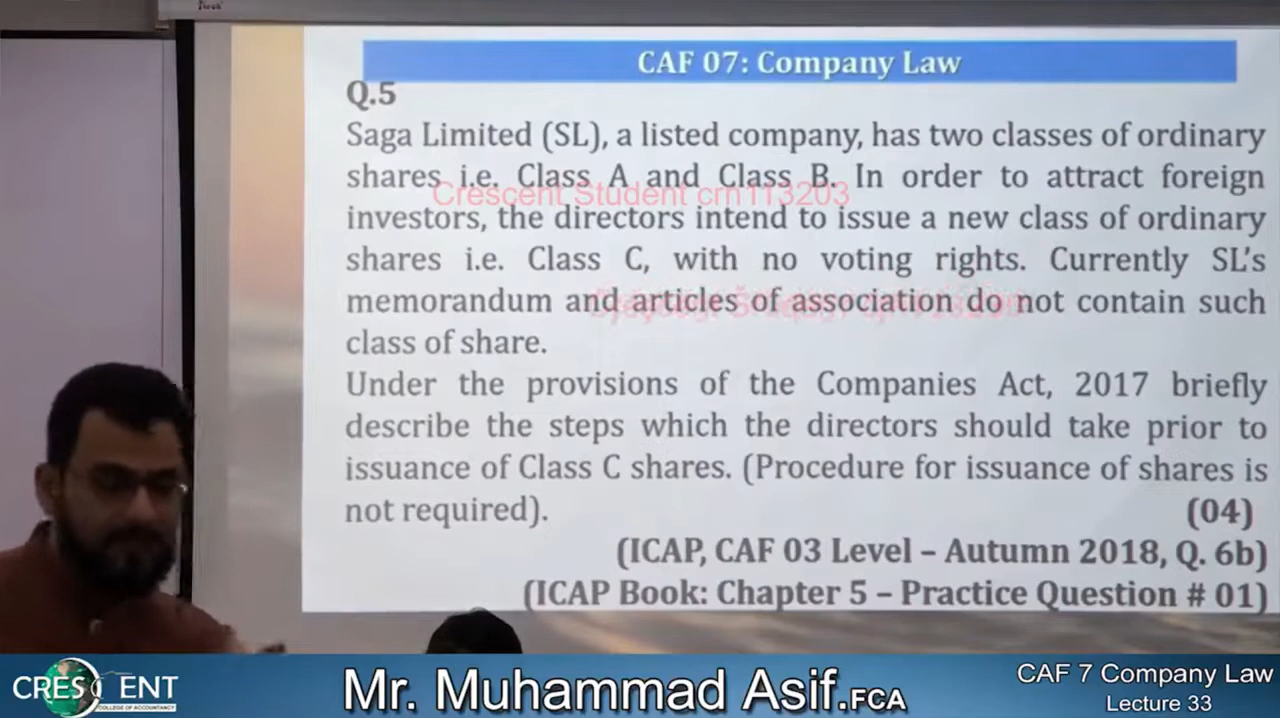 CAF 07: Company Law
Q.5
Saga Limited (SL), a listed company, has two classes of ordinary
shares i.e. Class A and Class B. In order to attract foreign
Crescent Student crn113203
investors, the directors intend to issue a new class of ordinary
shares i.e. Class C, with no voting rights. Currently SL's
memorandum and articles of association do not contain such
class of share.
Under the provisions of the Companies Act, 2017 briefly
describe the steps which the directors should take prior to
issuance of Class C shares. (Procedure for issuance of shares is
not required). (04)
(ICAP, CAF 03 Level – Autumn 2018, Q. 6b)
(ICAP Book: Chapter 5 – Practice Question # 01)
CRESCENT
COLLEGE OF ACCOUNTANCY
Mr. Muhammad Asif.FCA
CAF 7 Company Law
Lecture 33